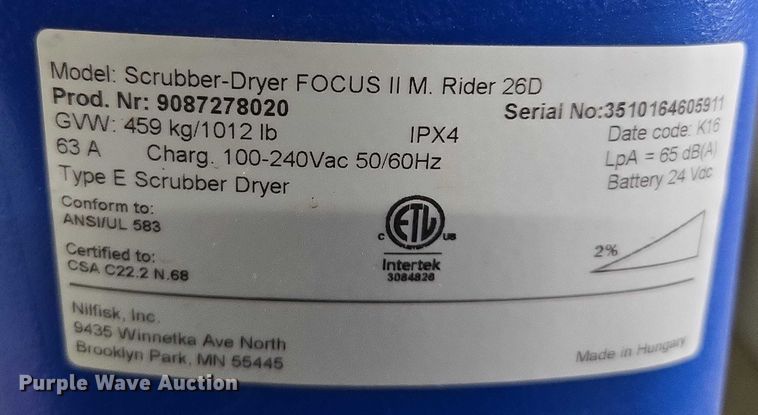 Model: Scrubber-Dryer FOCUS II M. Rider 26D
Prod. Nr: 9087278020 Serial No:3510164605911
GVW: 459 kg/1012 lb IPX4 Date code: K16
63 A Charg. 100-240Vac 50/60Hz LpA = 65 dB(A)
Type E Scrubber Dryer Battery 24 Vdc
Conform to:
ANSI/UL 583
Certified to:
CSA C22.2 N.68
C ETL US
Intertek
3084826
2%
Nilfisk, Inc.
9435 Winnetka Ave North
Brooklyn Park, MN 55445
Made in Hungary
Purple Wave Auction